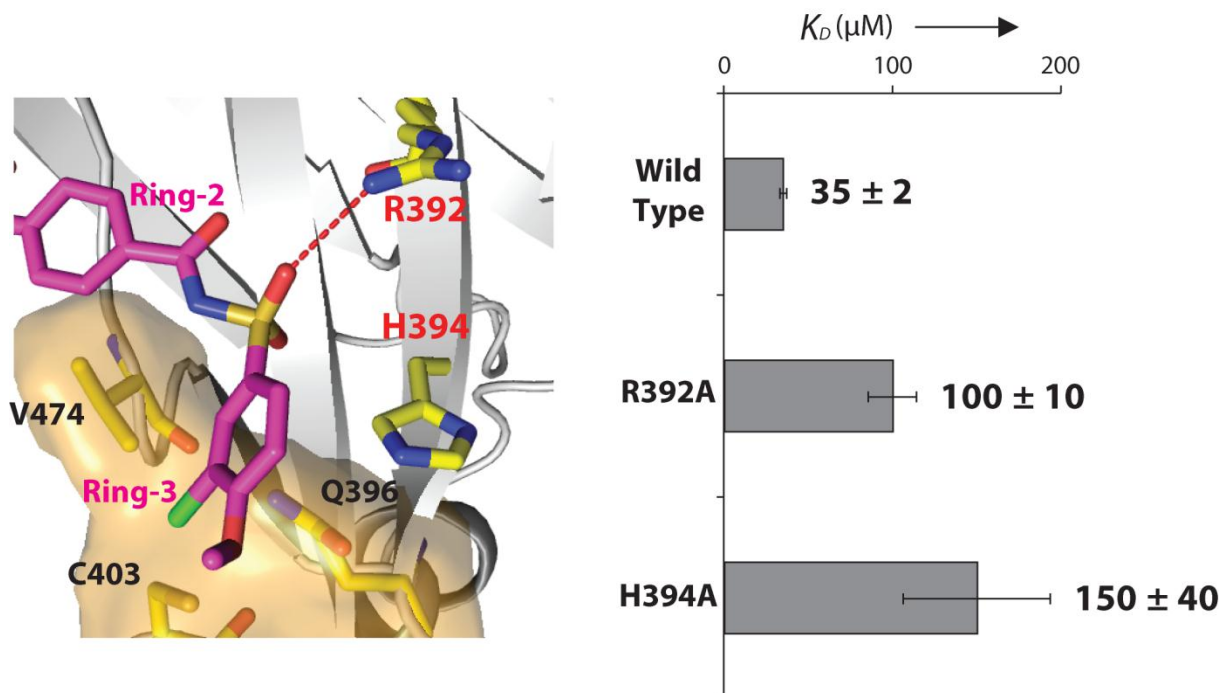 Ring-2
R392
H394
V474
Ring-3
Q396
C403
K_D (μM)
0
100
200
Wild
Type
35 ± 2
R392A
100 ± 10
H394A
150 ± 40